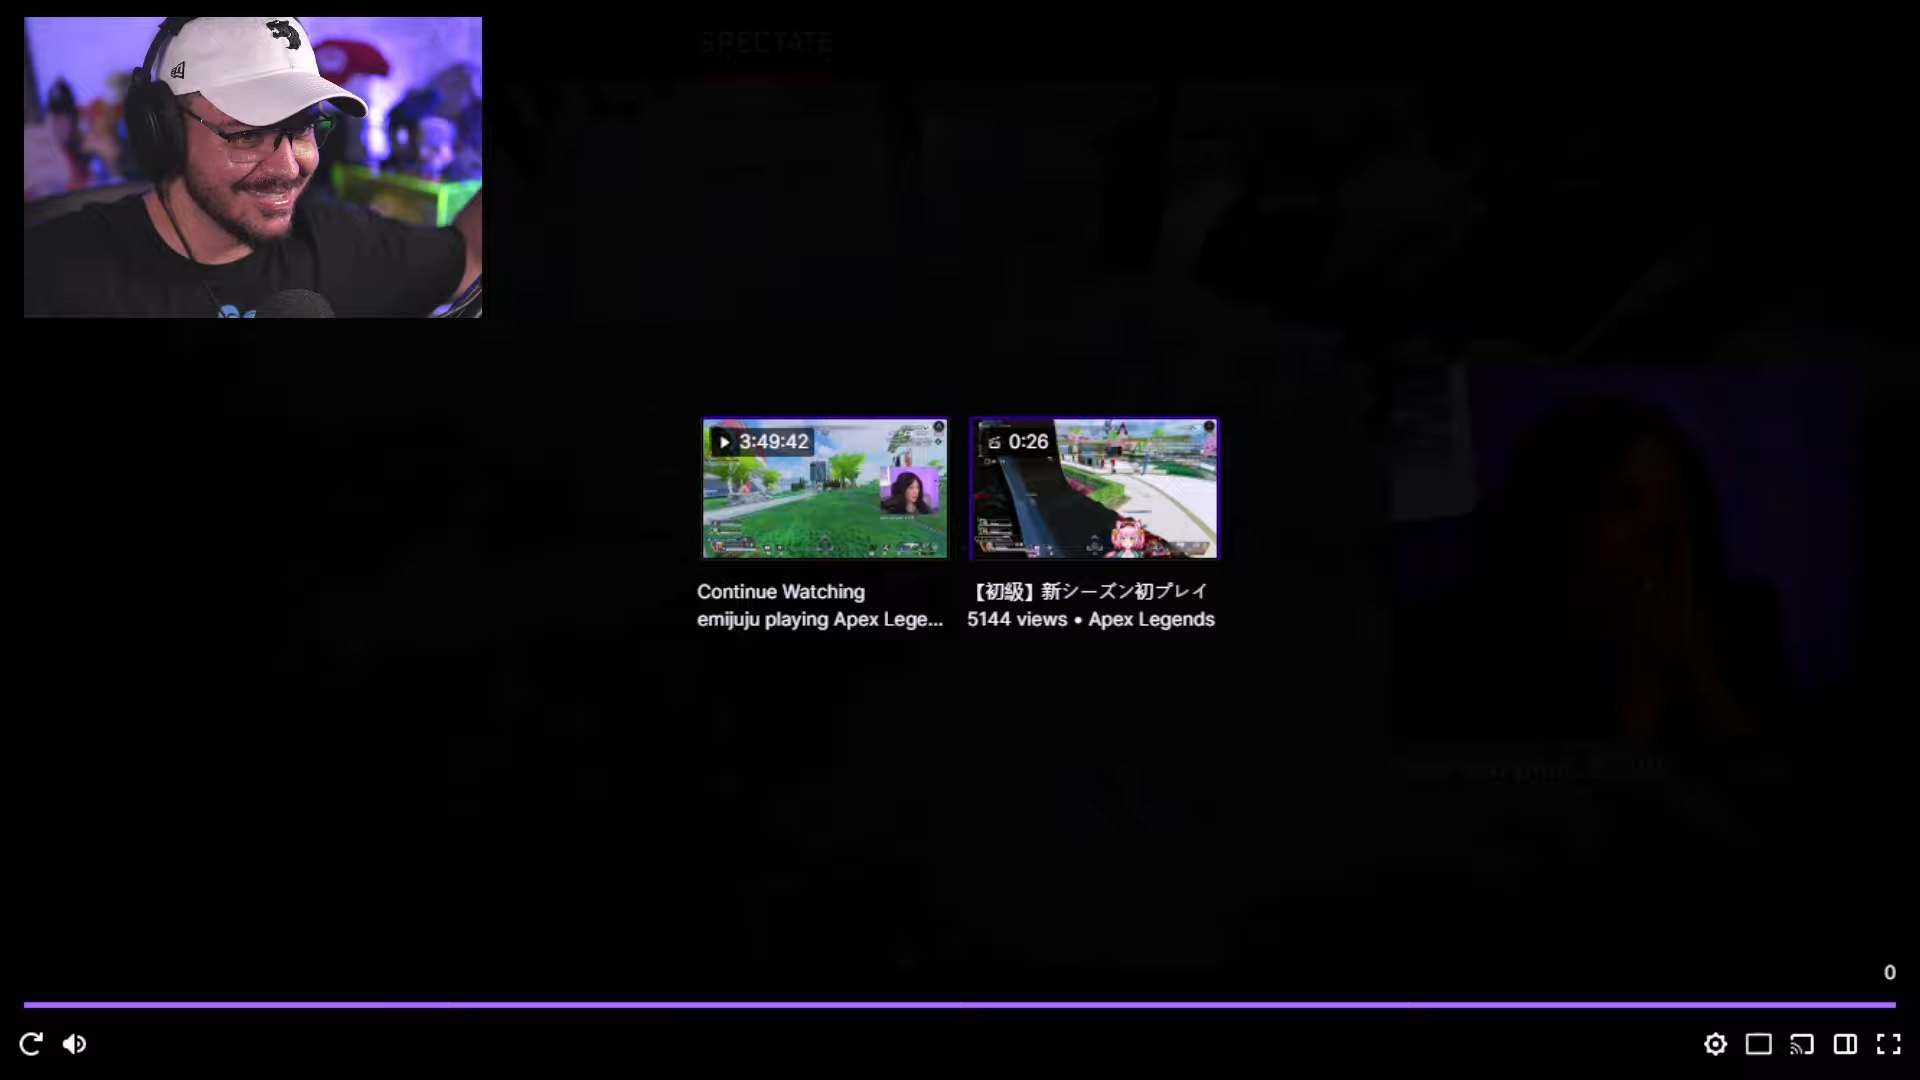 SPECTATE
3:49:42
0:26
Continue Watching
emijuju playing Apex Lege...
【初級】新シーズン初プレイ
5144 views • Apex Legends
0